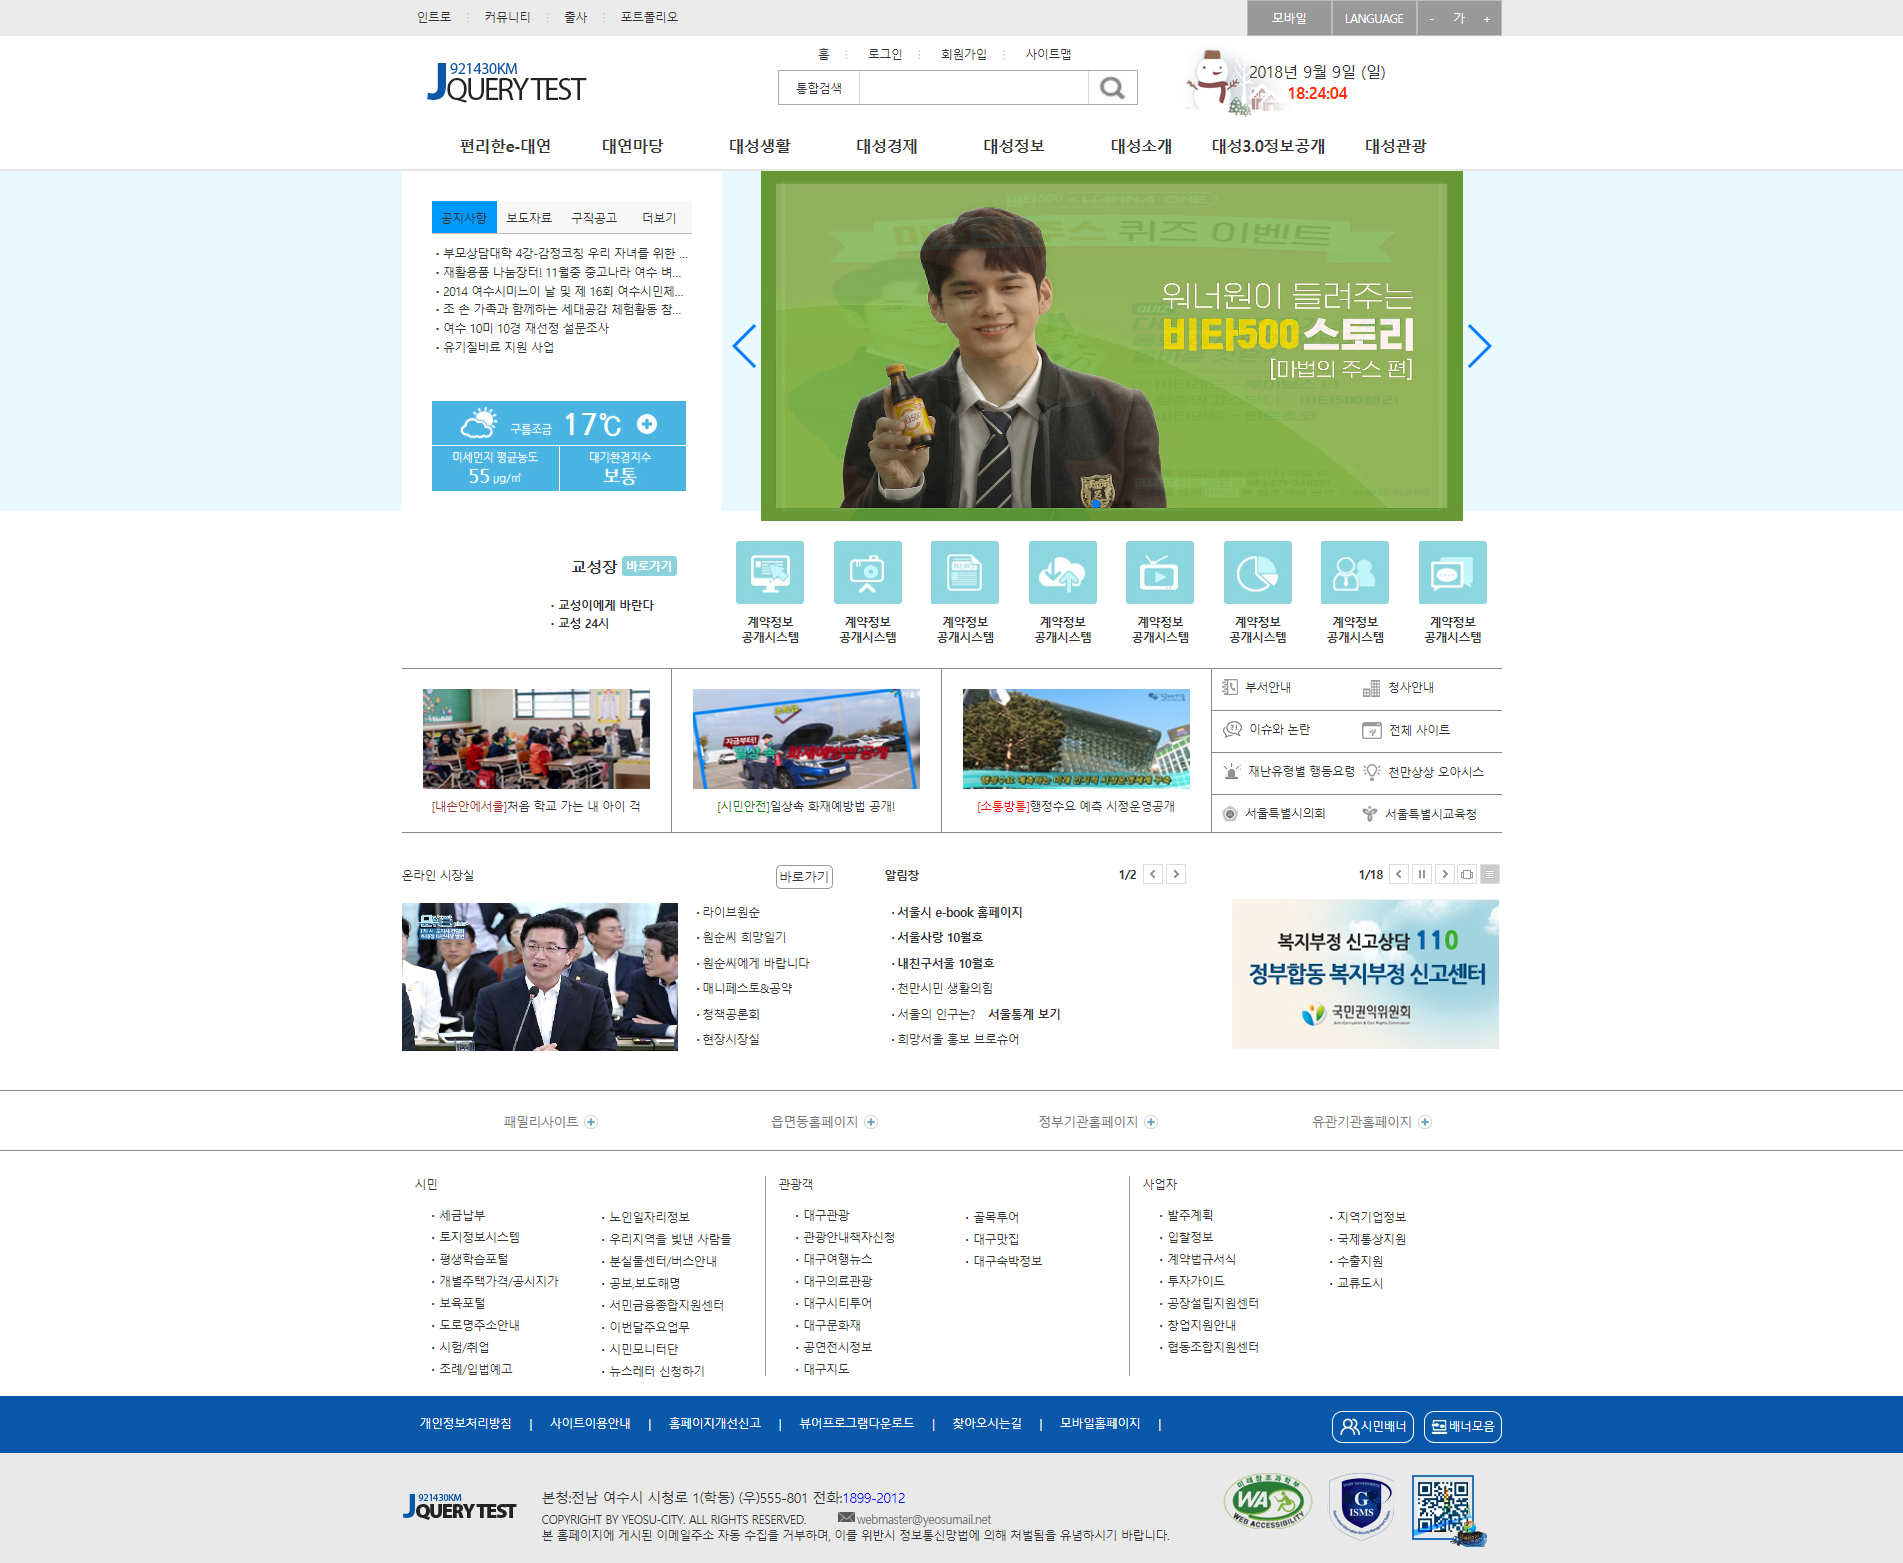 인트로 커뮤니티 출사 포트폴리오
모바일 LANGUAGE - 가 +
홈 로그인 회원가입 사이트맵
921430KM
JQUERY TEST
통합검색
2018년 9월 9일 (일)
18:24:04
편리한e-대연 대연마당 대성생활 대성경제 대성정보 대성소개 대성3.0정보공개 대성관광
공지사항 보도자료 구직공고 더보기
· 부모상담대학 4강-감정코칭 우리 자녀를 위한 ...
· 재활용품 나눔장터! 11월중 중고나라 여수 벼...
· 2014 여수시미느이 날 및 제 16회 여수시민체...
· 조 손 가족과 함께하는 세대공감 체험활동 참...
· 여수 10미 10경 재선정 설문조사
· 유기질비료 지원 사업
구름조금 17℃
미세먼지 평균농도
55 μg/㎥
대기환경지수
보통
퀴즈 이벤트
워너원이 들려주는
비타500 스토리
[마법의 주스 편]
교성장 바로가기
· 교성이에게 바란다
· 교성 24시
계약정보 계약정보 계약정보 계약정보 계약정보 계약정보 계약정보 계약정보
공개시스템 공개시스템 공개시스템 공개시스템 공개시스템 공개시스템 공개시스템 공개시스템
지금부터!
일상 속 화재예방법 공개
[내손안에서울]처음 학교 가는 내 아이 걱
[시민안전]일상속 화재예방법 공개!
[소통방통]행정수요 예측 시정운영공개
부서안내 청사안내
이슈와 논란 전체 사이트
재난유형별 행동요령 천만상상 오아시스
서울특별시의회 서울특별시교육청
온라인 시장실 바로가기
· 라이브원순
· 원순씨 희망일기
· 원순씨에게 바랍니다
· 매니페스토&공약
· 청책공론회
· 현장시장실
알림창 1/2
· 서울시 e-book 홈페이지
· 서울사랑 10월호
· 내친구서울 10월호
· 천만시민 생활의힘
· 서울의 인구는? 서울통계 보기
· 희망서울 홍보 브로슈어
1/18
복지부정 신고상담 110
정부합동 복지부정 신고센터
국민권익위원회
패밀리사이트 읍면동홈페이지 정부기관홈페이지 유관기관홈페이지
시민
· 세금납부
· 토지정보시스템
· 평생학습포털
· 개별주택가격/공시지가
· 보육포털
· 도로명주소안내
· 시험/취업
· 조례/입법예고
· 노인일자리정보
· 우리지역을 빛낸 사람들
· 분실물센터/버스안내
· 공보,보도해명
· 서민금융종합지원센터
· 이번달주요업무
· 시민모니터단
· 뉴스레터 신청하기
관광객
· 대구관광
· 관광안내책자신청
· 대구여행뉴스
· 대구의료관광
· 대구시티투어
· 대구문화재
· 공연전시정보
· 대구지도
· 골목투어
· 대구맛집
· 대구숙박정보
사업자
· 발주계획
· 입찰정보
· 계약법규서식
· 투자가이드
· 공장설립지원센터
· 창업지원안내
· 협동조합지원센터
· 지역기업정보
· 국제통상지원
· 수출지원
· 교류도시
개인정보처리방침 | 사이트이용안내 | 홈페이지개선신고 | 뷰어프로그램다운로드 | 찾아오시는길 | 모바일홈페이지 |
시민배너 배너모음
921430KM
JQUERY TEST
본청:전남 여수시 시청로 1(학동) (우)555-801 전화:1899-2012
COPYRIGHT BY YEOSU-CITY. ALL RIGHTS RESERVED. webmaster@yeosumail.net
본 홈페이지에 게시된 이메일주소 자동 수집을 거부하며, 이를 위반시 정보통신망법에 의해 처벌됨을 유념하시기 바랍니다.
미래창조과학부
WA
WEB ACCESSIBILITY
G
ISMS